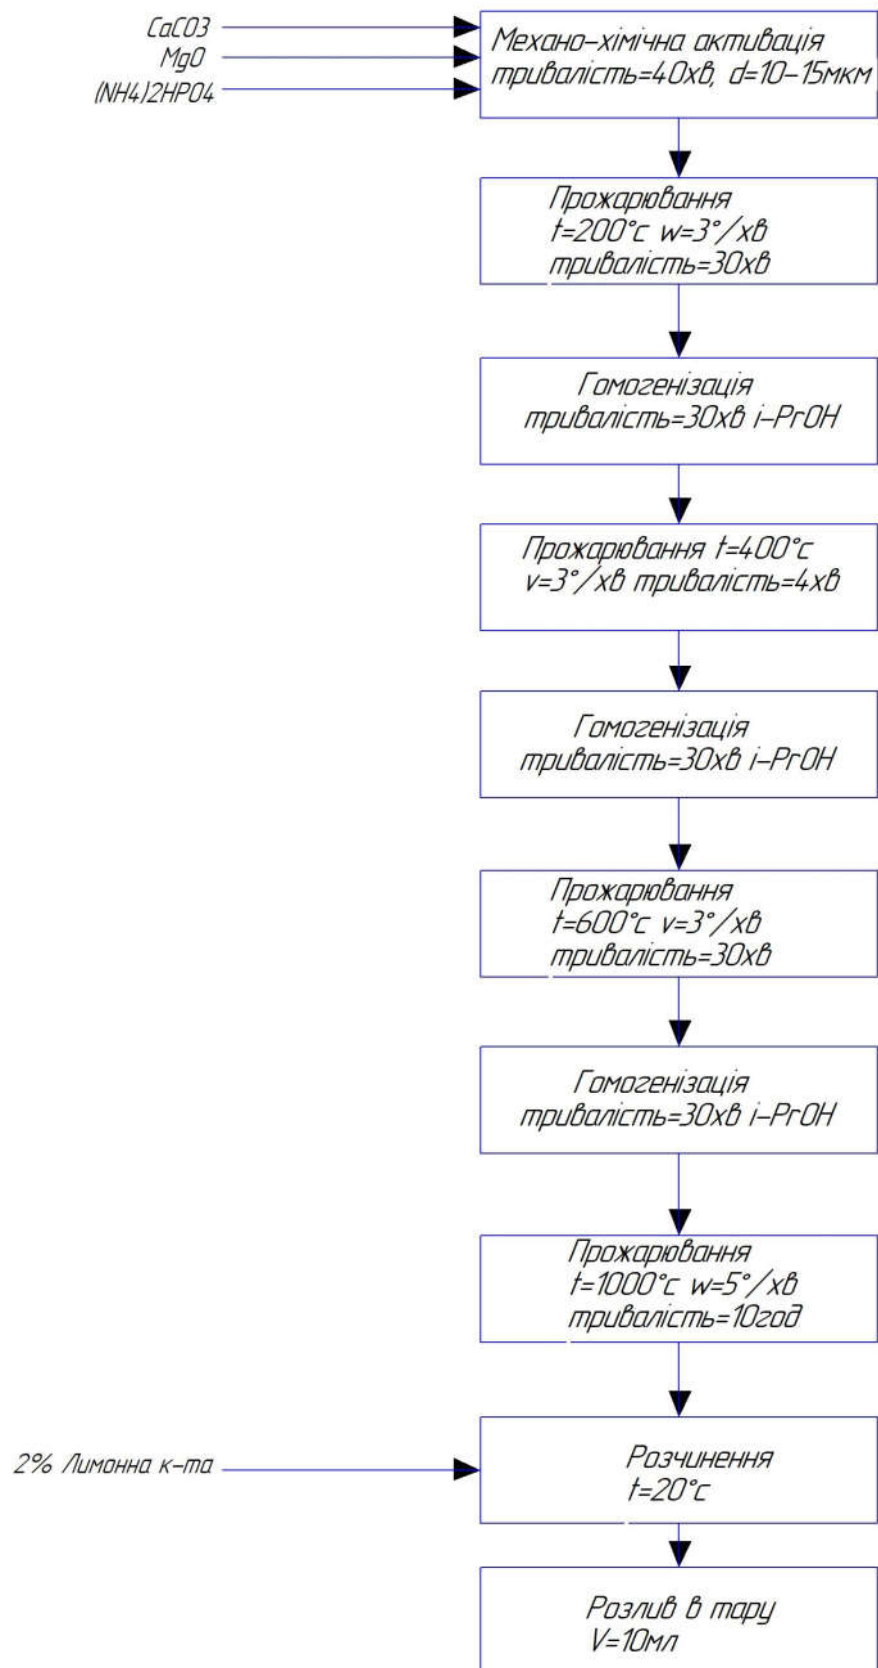 CaCO3
MgO
(NH4)2HPO4
Механо-хімічна активація
тривалість=40хв, d=10-15мкм
Прожарювання
t=200°с w=3°/хв
тривалість=30хв
Гомогенізація
тривалість=30хв i-PrOH
Прожарювання t=400°с
v=3°/хв тривалість=4хв
Гомогенізація
тривалість=30хв i-PrOH
Прожарювання
t=600°с v=3°/хв
тривалість=30хв
Гомогенізація
тривалість=30хв i-PrOH
Прожарювання
t=1000°с w=5°/хв
тривалість=10год
2% Лимонна к-та
Розчинення
t=20°с
Розлив в тару
V=10мл